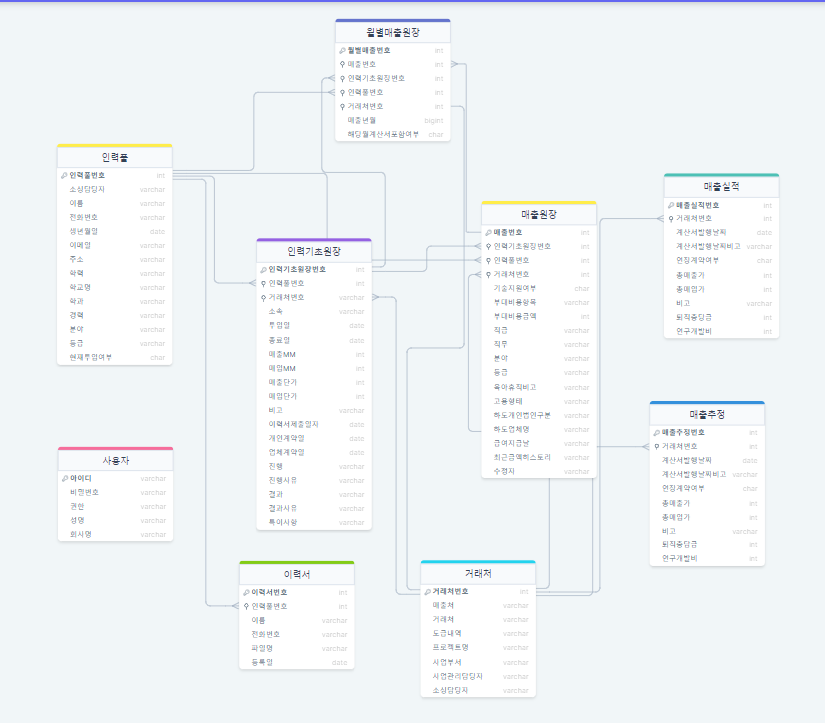 월별매출원장
월별매출번호 int
매출번호 int
인력기초원장번호 int
인력풀번호 int
거래처번호 int
매출년월 bigint
해당월계산서포함여부 char
인력풀
인력풀번호 int
소싱담당자 varchar
이름 varchar
전화번호 varchar
생년월일 date
이메일 varchar
주소 varchar
학력 varchar
학교명 varchar
학과 varchar
경력 varchar
분야 varchar
등급 varchar
현재투입여부 char
인력기초원장
인력기초원장번호 int
인력풀번호 int
거래처번호 varchar
소속 varchar
투입일 date
종료일 date
매출MM int
매입MM int
매출단가 int
매입단가 int
비고 varchar
이력서제출일자 date
개인계약일 date
업체계약일 date
진행 varchar
진행사유 varchar
결과 varchar
결과사유 varchar
특이사항 varchar
매출원장
매출번호 int
인력기초원장번호 int
인력풀번호 int
거래처번호 int
기술지원여부 char
부대비용항목 varchar
부대비용금액 int
직급 varchar
직무 varchar
분야 varchar
등급 varchar
육아휴직비고 varchar
고용형태 varchar
하도개인법인구분 varchar
하도업체명 varchar
급여지급날 varchar
최근금액히스토리 varchar
수정자 varchar
매출실적
매출실적번호 int
거래처번호 int
계산서발행날짜 date
계산서발행날짜비고 varchar
연장계약여부 char
총매출가 int
총매입가 int
비고 varchar
퇴직충당금 int
연구개발비 int
매출추정
매출추정번호 int
거래처번호 int
계산서발행날짜 date
계산서발행날짜비고 varchar
연장계약여부 char
총매출가 int
총매입가 int
비고 varchar
퇴직충당금 int
연구개발비 int
사용자
아이디 varchar
비밀번호 varchar
권한 varchar
성명 varchar
회사명 varchar
이력서
이력서번호 int
인력풀번호 int
이름 varchar
전화번호 varchar
파일명 varchar
등록일 date
거래처
거래처번호 int
매출처 varchar
거래처 varchar
도급내역 varchar
프로젝트명 varchar
사업부서 varchar
사업관리담당자 varchar
소싱담당자 varchar